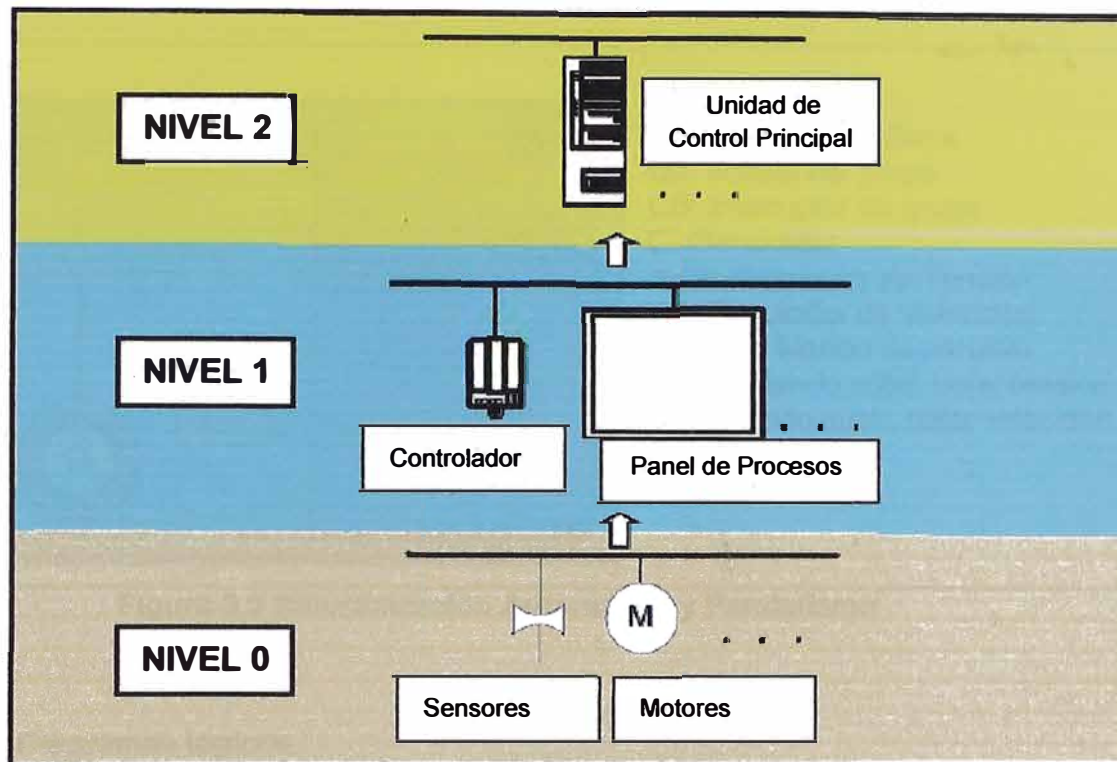 NIVEL 2
Unidad de
Control Principal
. . .
NIVEL 1
Controlador
Panel de Procesos
. . .
NIVEL 0
M
. . .
Sensores
Motores